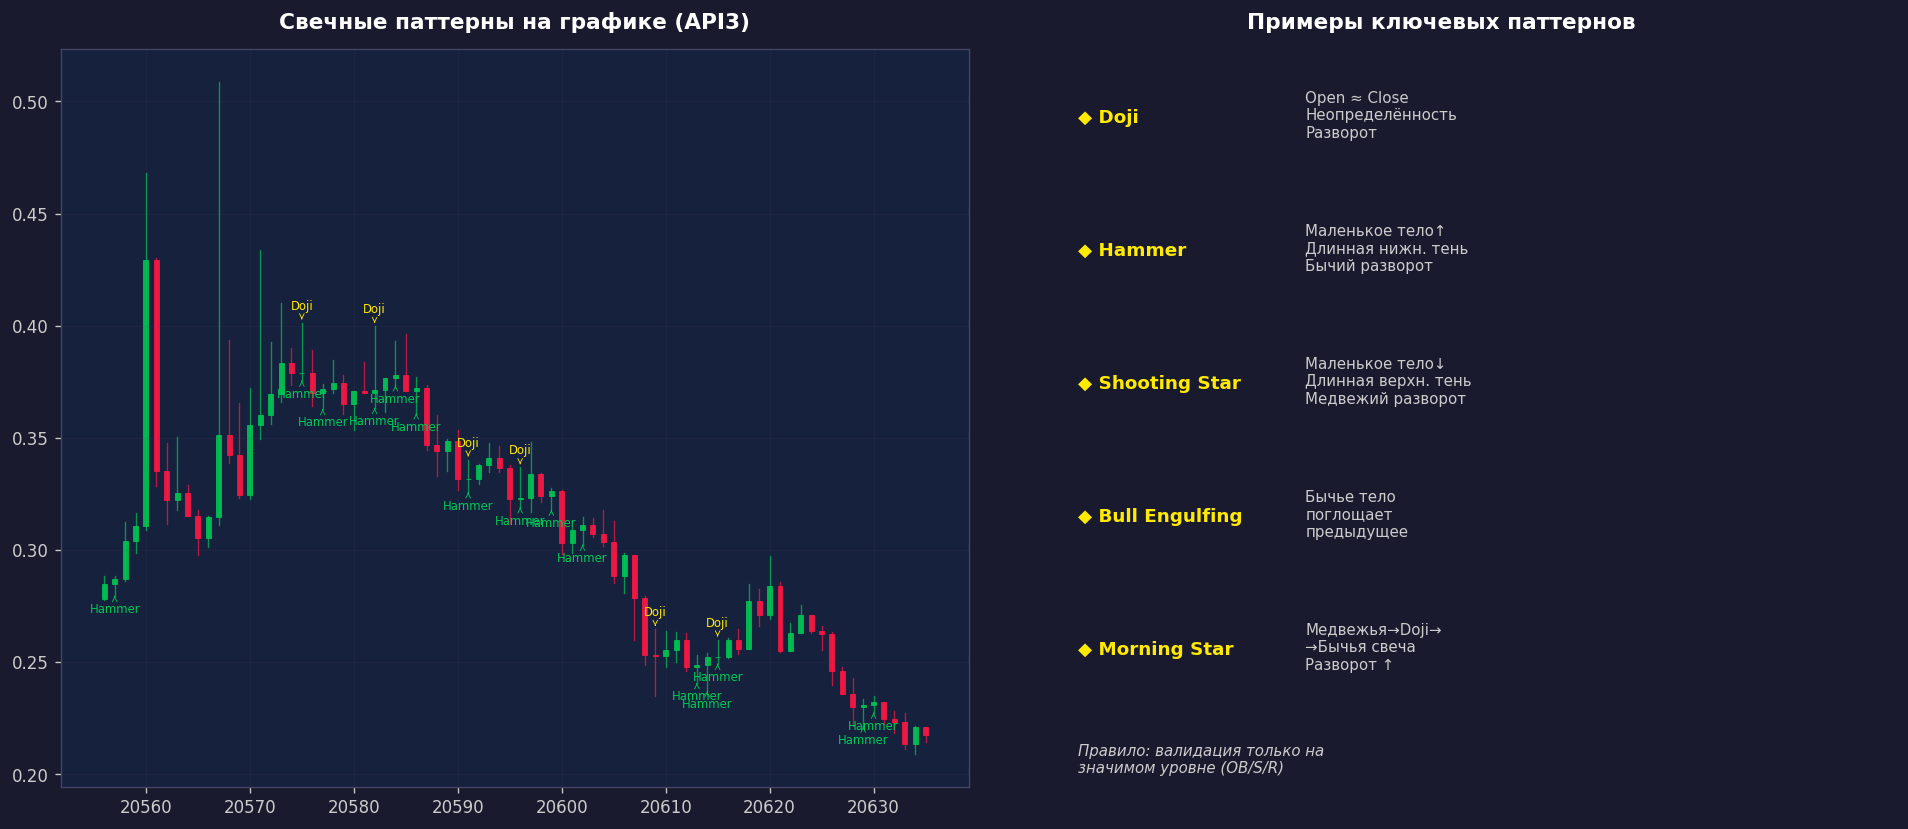 Свечные паттерны на графике (API3)
0.50
0.45
0.40
0.35
0.30
0.25
0.20
20560
20570
20580
20590
20600
20610
20620
20630
Doji
Doji
Hammer
Hammer
Hammer
Hammer
Hammer
Doji
Doji
Hammer
Hammer
Hammer
Hammer
Hammer
Doji
Doji
Hammer
Hammer
Hammer
Hammer
Hammer
Примеры ключевых паттернов
◆ Doji
Open ≈ Close
Неопределённость
Разворот
◆ Hammer
Маленькое тело↑
Длинная нижн. тень
Бычий разворот
◆ Shooting Star
Маленькое тело↓
Длинная верхн. тень
Медвежий разворот
◆ Bull Engulfing
Бычье тело
поглощает
предыдущее
◆ Morning Star
Медвежья→Doji→
→Бычья свеча
Разворот ↑
Правило: валидация только на
значимом уровне (OB/S/R)